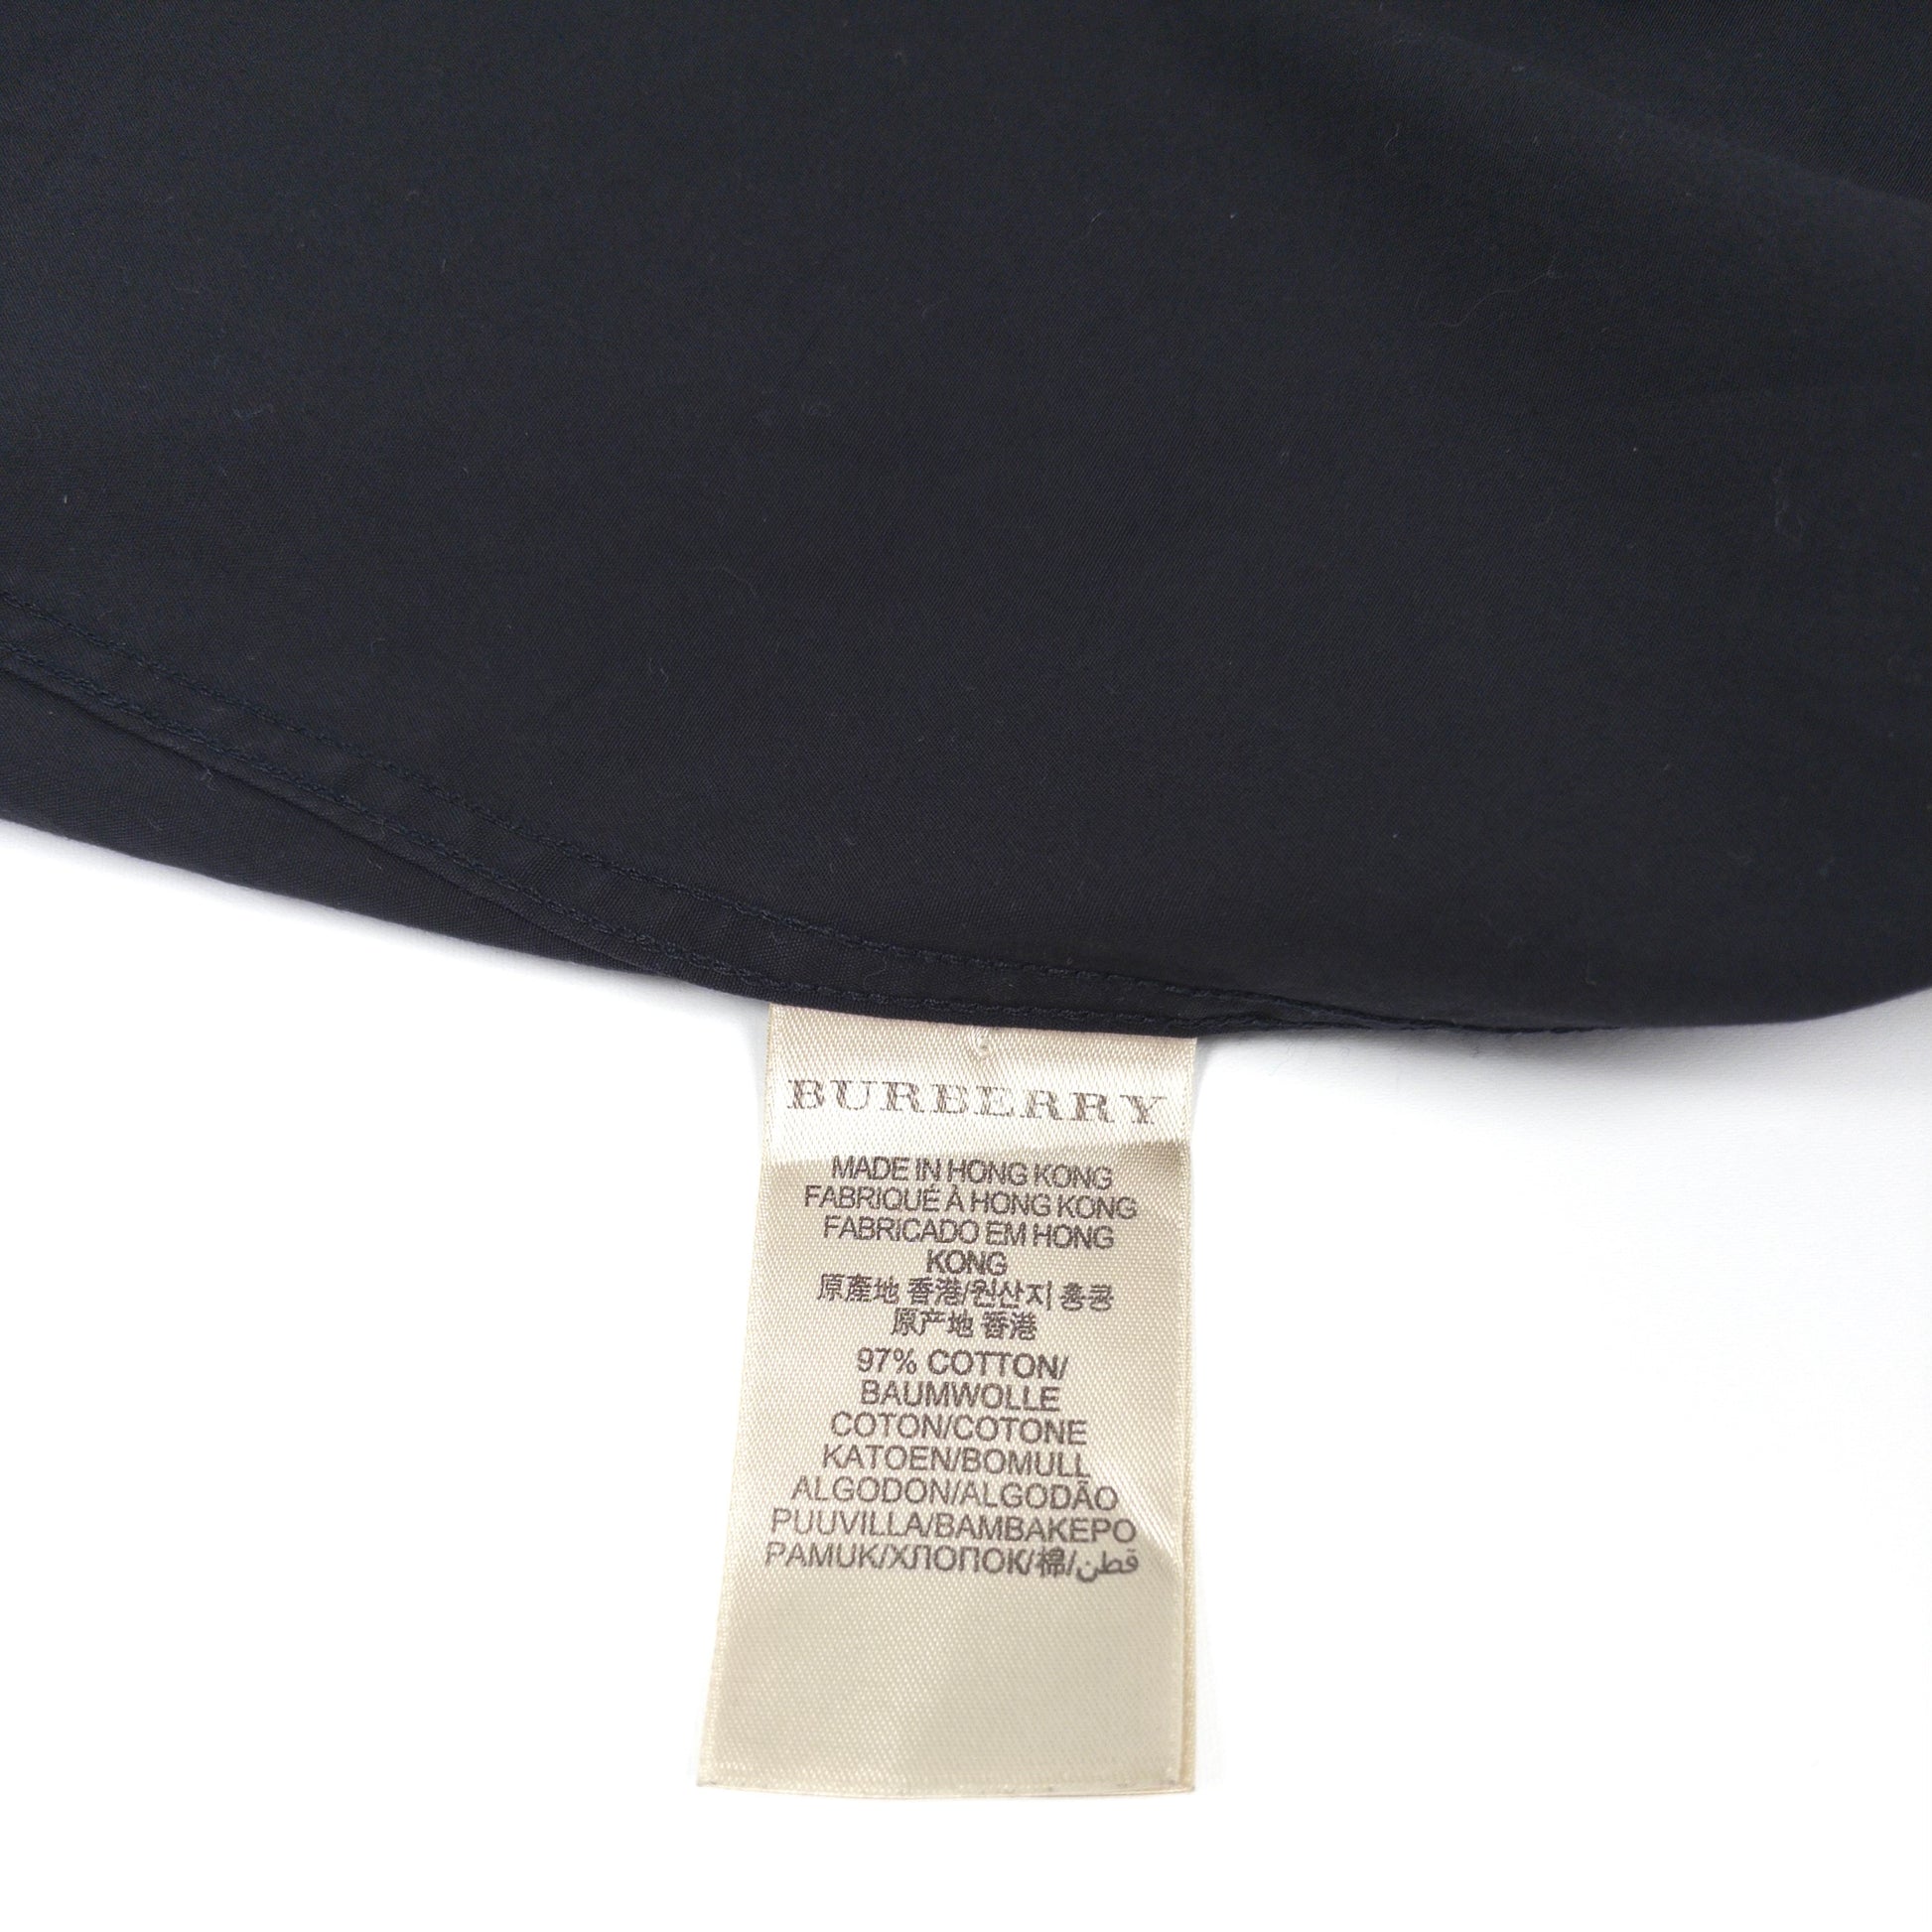 BURBERRY
MADE IN HONG KONG
FABRIQUÉ À HONG KONG
FABRICADO EM HONG
KONG
原產地 香港/원산지 홍콩
原产地 香港
97% COTTON/
BAUMWOLLE
COTON/COTONE
KATOEN/BOMULL
ALGODON/ALGODÃO
PUUVILLA/ΒΑΜΒΑΚΕΡΟ
PAMUK/ХЛОПОК/棉/قطن